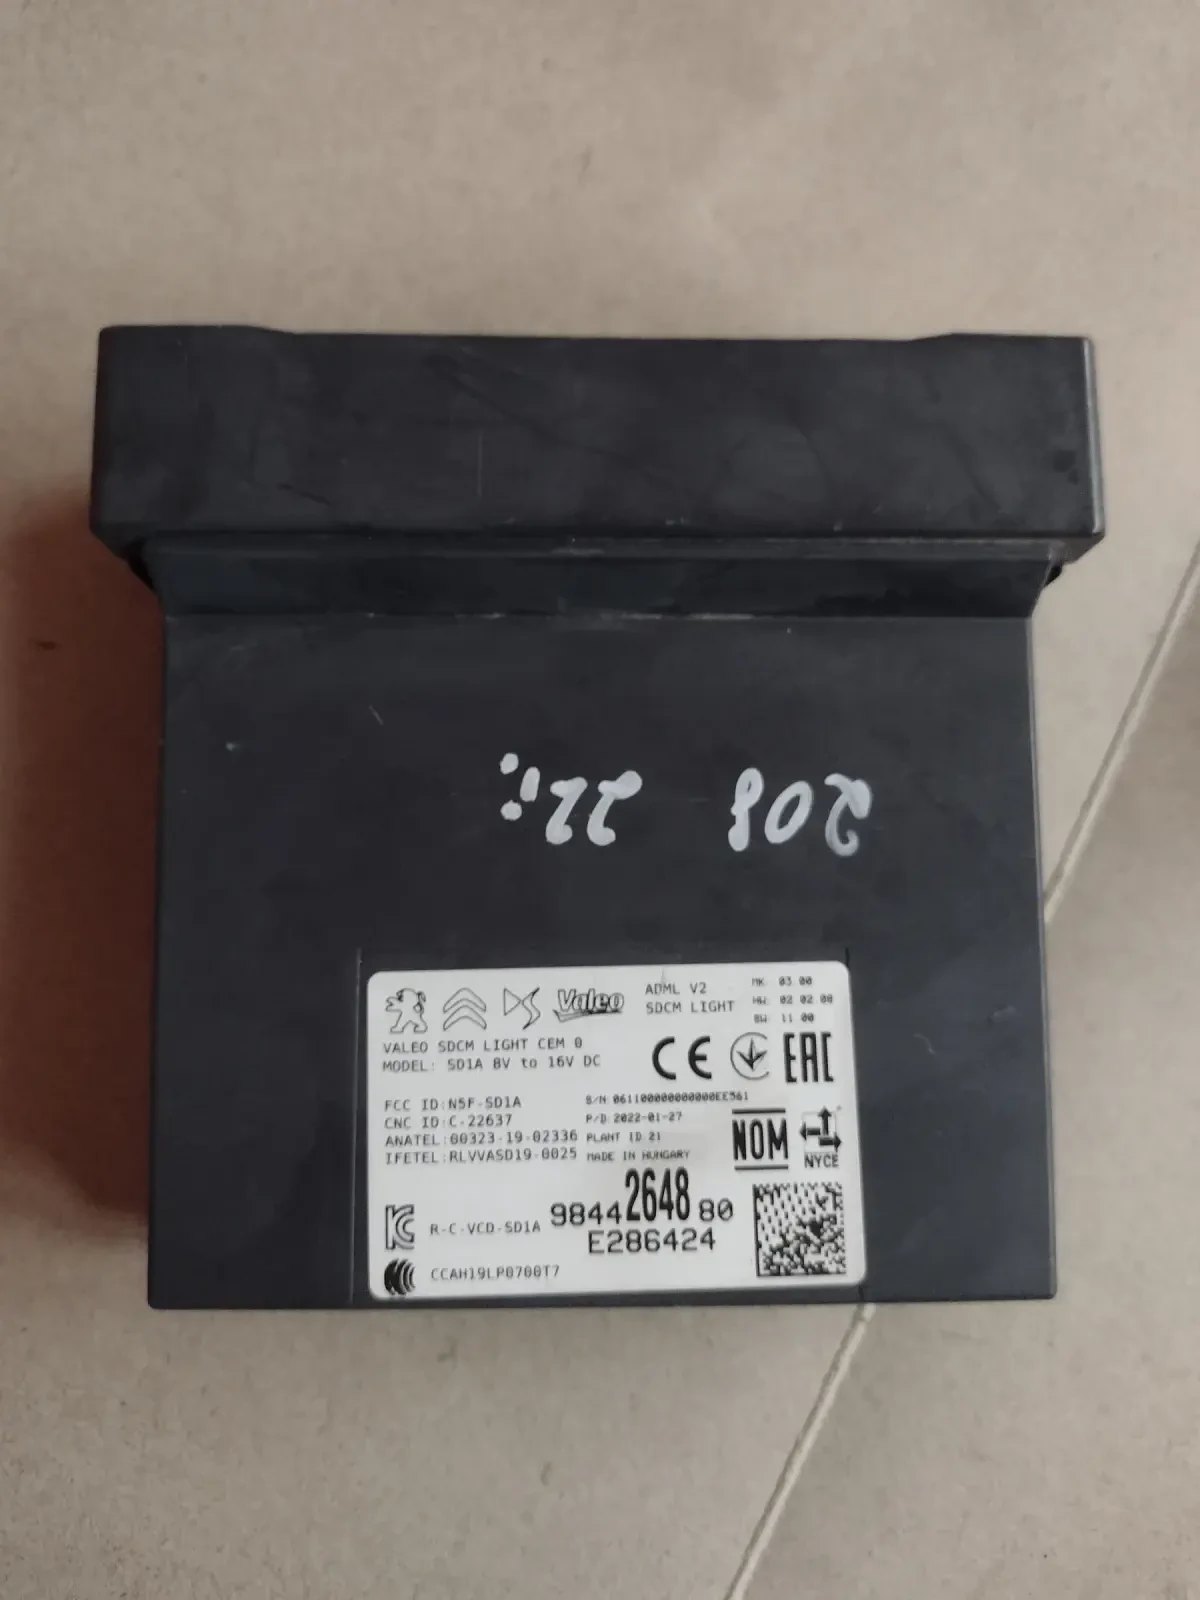 208 22г.
Valeo
ADML V2
SDCM LIGHT
MK: 03.00
HW: 02 02 00
SW: 11 00
VALEO SDCM LIGHT CEM 0
MODEL: SD1A 8V to 16V DC
CE
EAC
FCC ID:N5F-SD1A
CNC ID:C-22637
ANATEL:00323-19-02336
IFETEL:RLVVASD19-0025
S/N 061100000000000EE561
P/D 2022-01-27
PLANT ID 21
MADE IN HUNGARY
NOM
NYCE
R-C-VCD-SD1A
9844264880
E286424
CCAH19LP0700T7